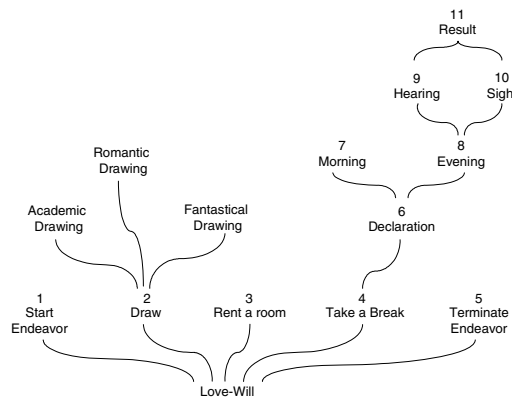 11
Result
9
Hearing
10
Sigh
7
Morning
8
Evening
Romantic
Drawing
Academic
Drawing
Fantastical
Drawing
6
Declaration
1
Start
Endeavor
2
Draw
3
Rent a room
4
Take a Break
5
Terminate
Endeavor
Love-Will